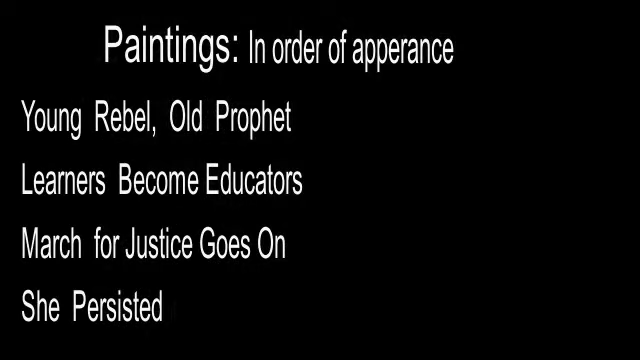 Paintings: In order of apperance
Young Rebel, Old Prophet
Learners Become Educators
March for Justice Goes On
She Persisted